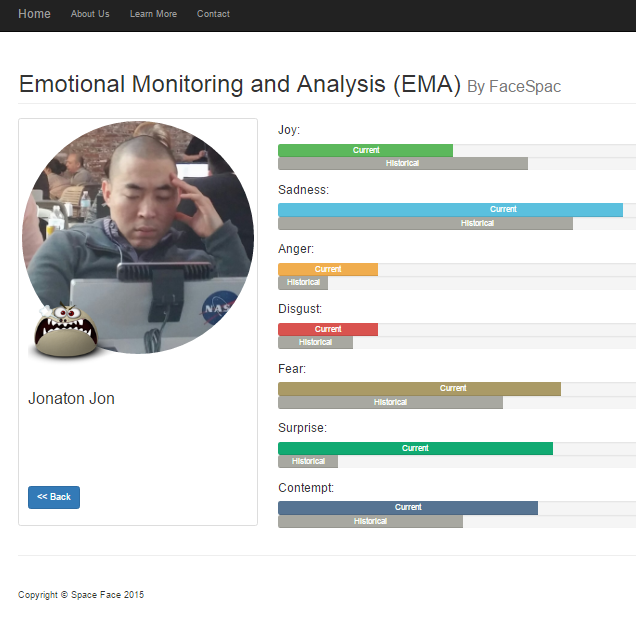 Home About Us Learn More Contact
Emotional Monitoring and Analysis (EMA) By FaceSpac
NASA
Jonaton Jon
<< Back
Joy:
Current
Historical
Sadness:
Current
Historical
Anger:
Current
Historical
Disgust:
Current
Historical
Fear:
Current
Historical
Surprise:
Current
Historical
Contempt:
Current
Historical
Copyright © Space Face 2015